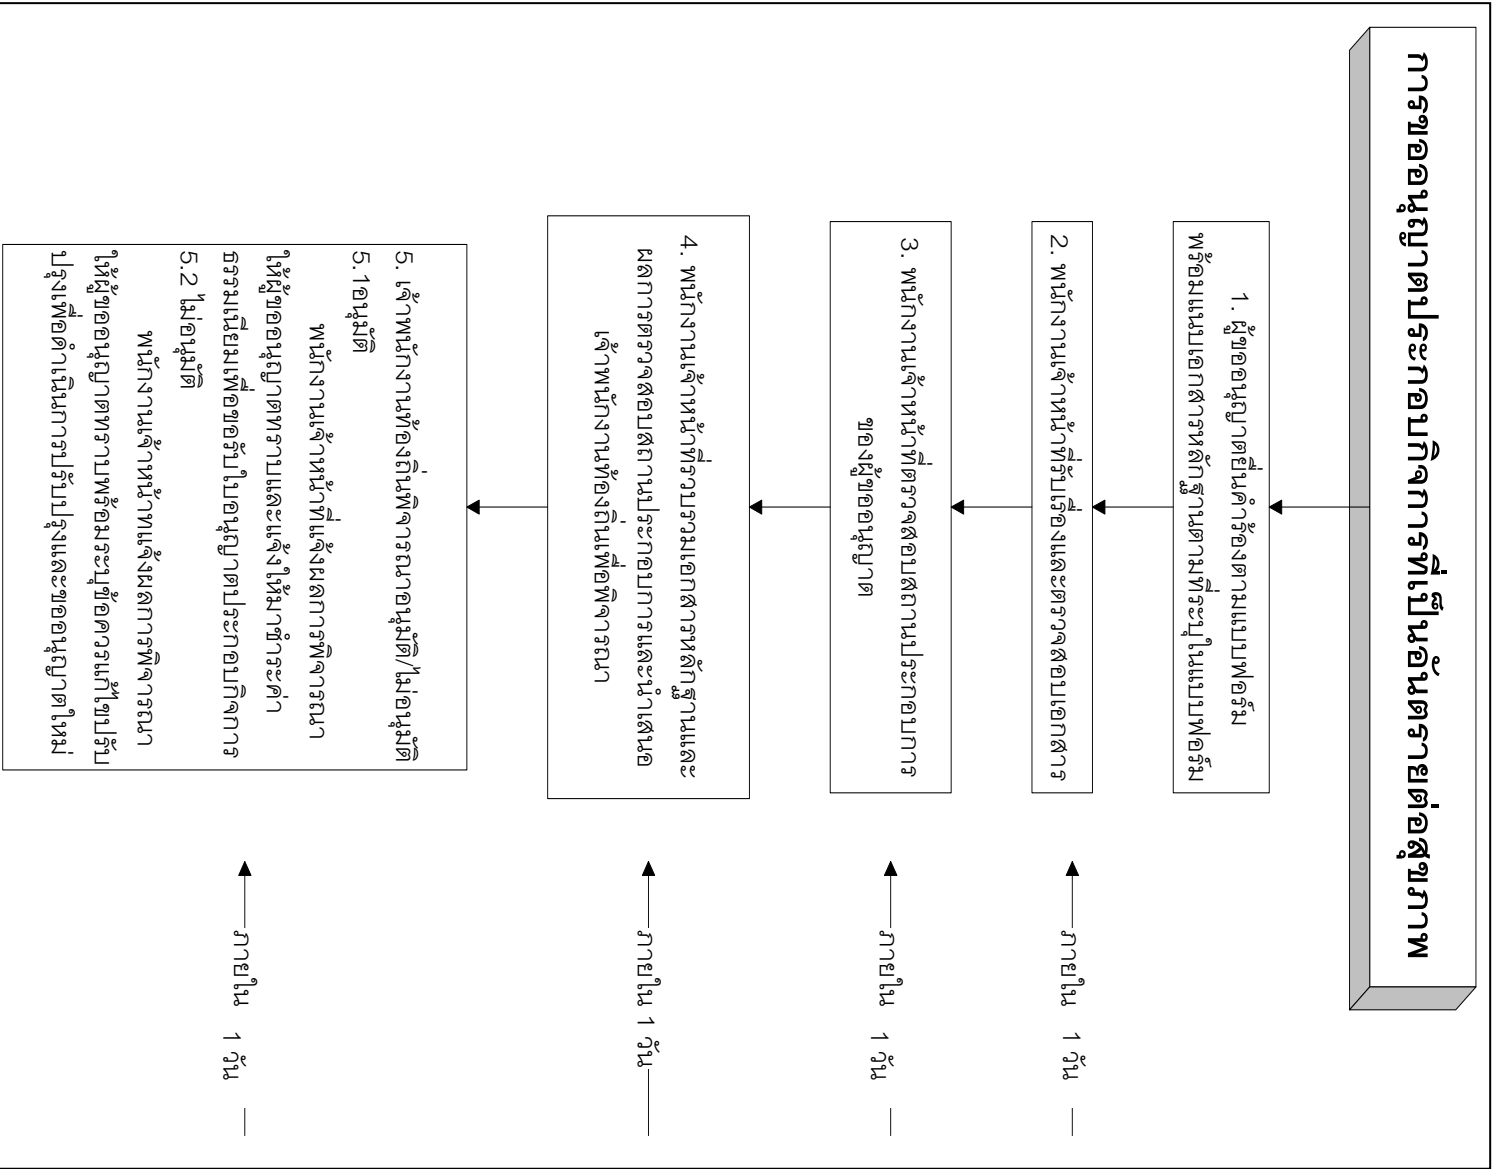 การขออนุญาตประกอบกิจการที่เป็นอันตรายต่อสุขภาพ
1. ผู้ขออนุญาตยื่นคำร้องตามแบบฟอร์ม
พร้อมแนบเอกสารหลักฐานตามที่ระบุในแบบฟอร์ม
2. พนักงานเจ้าหน้าที่รับเรื่องและตรวจสอบเอกสาร
ภายใน 1 วัน
3. พนักงานเจ้าหน้าที่ตรวจสอบสถานประกอบการ
ของผู้ขออนุญาต
ภายใน 1 วัน
4. พนักงานเจ้าหน้าที่รวบรวมเอกสารหลักฐานและ
ผลการตรวจสอบสถานประกอบการและนำเสนอ
เจ้าพนักงานท้องถิ่นเพื่อพิจารณา
ภายใน 1 วัน
5. เจ้าพนักงานท้องถิ่นพิจารณาอนุมัติ/ไม่อนุมัติ
5.1อนุมัติ
พนักงานเจ้าหน้าที่แจ้งผลการพิจารณา
ให้ผู้ขออนุญาตทราบและแจ้งให้มาชำระค่า
ธรรมเนียมเพื่อขอรับใบอนุญาตประกอบกิจการ
5.2 ไม่อนุมัติ
พนักงานเจ้าหน้าทแจ้งผลการพิจารณา
ให้ผู้ขออนุญาตทราบพร้อมระบุข้อควรแก้ไขปรับ
ปรุงเพื่อดำเนินการปรับปรุงและขออนุญาตใหม่
ภายใน 1 วัน